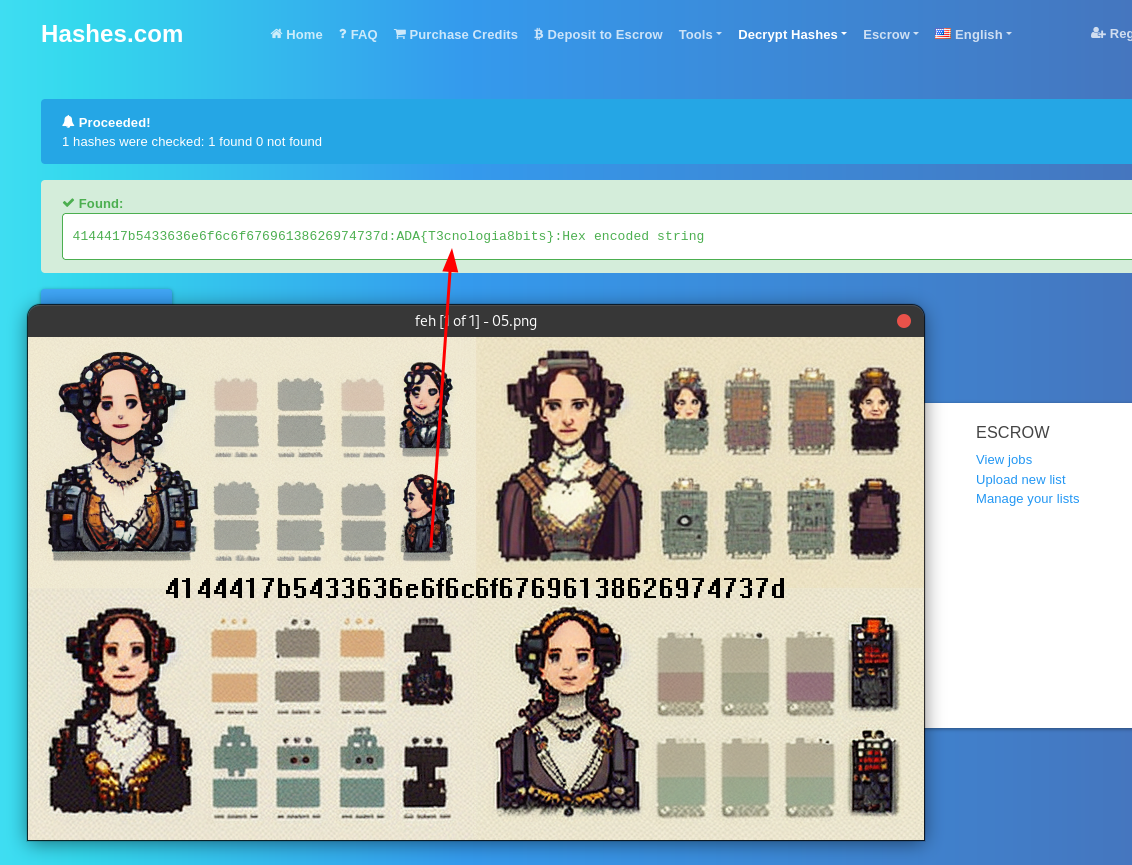 Hashes.com
Home FAQ Purchase Credits Deposit to Escrow Tools Decrypt Hashes Escrow English Reg
Proceeded!
1 hashes were checked: 1 found 0 not found
Found:
4144417b5433636e6f6c6f67696138626974737d:ADA{T3cnologia8bits}:Hex encoded string
feh [1 of 1] - 05.png
4144417b5433636e6f6c6f67696138626974737d
ESCROW
View jobs
Upload new list
Manage your lists